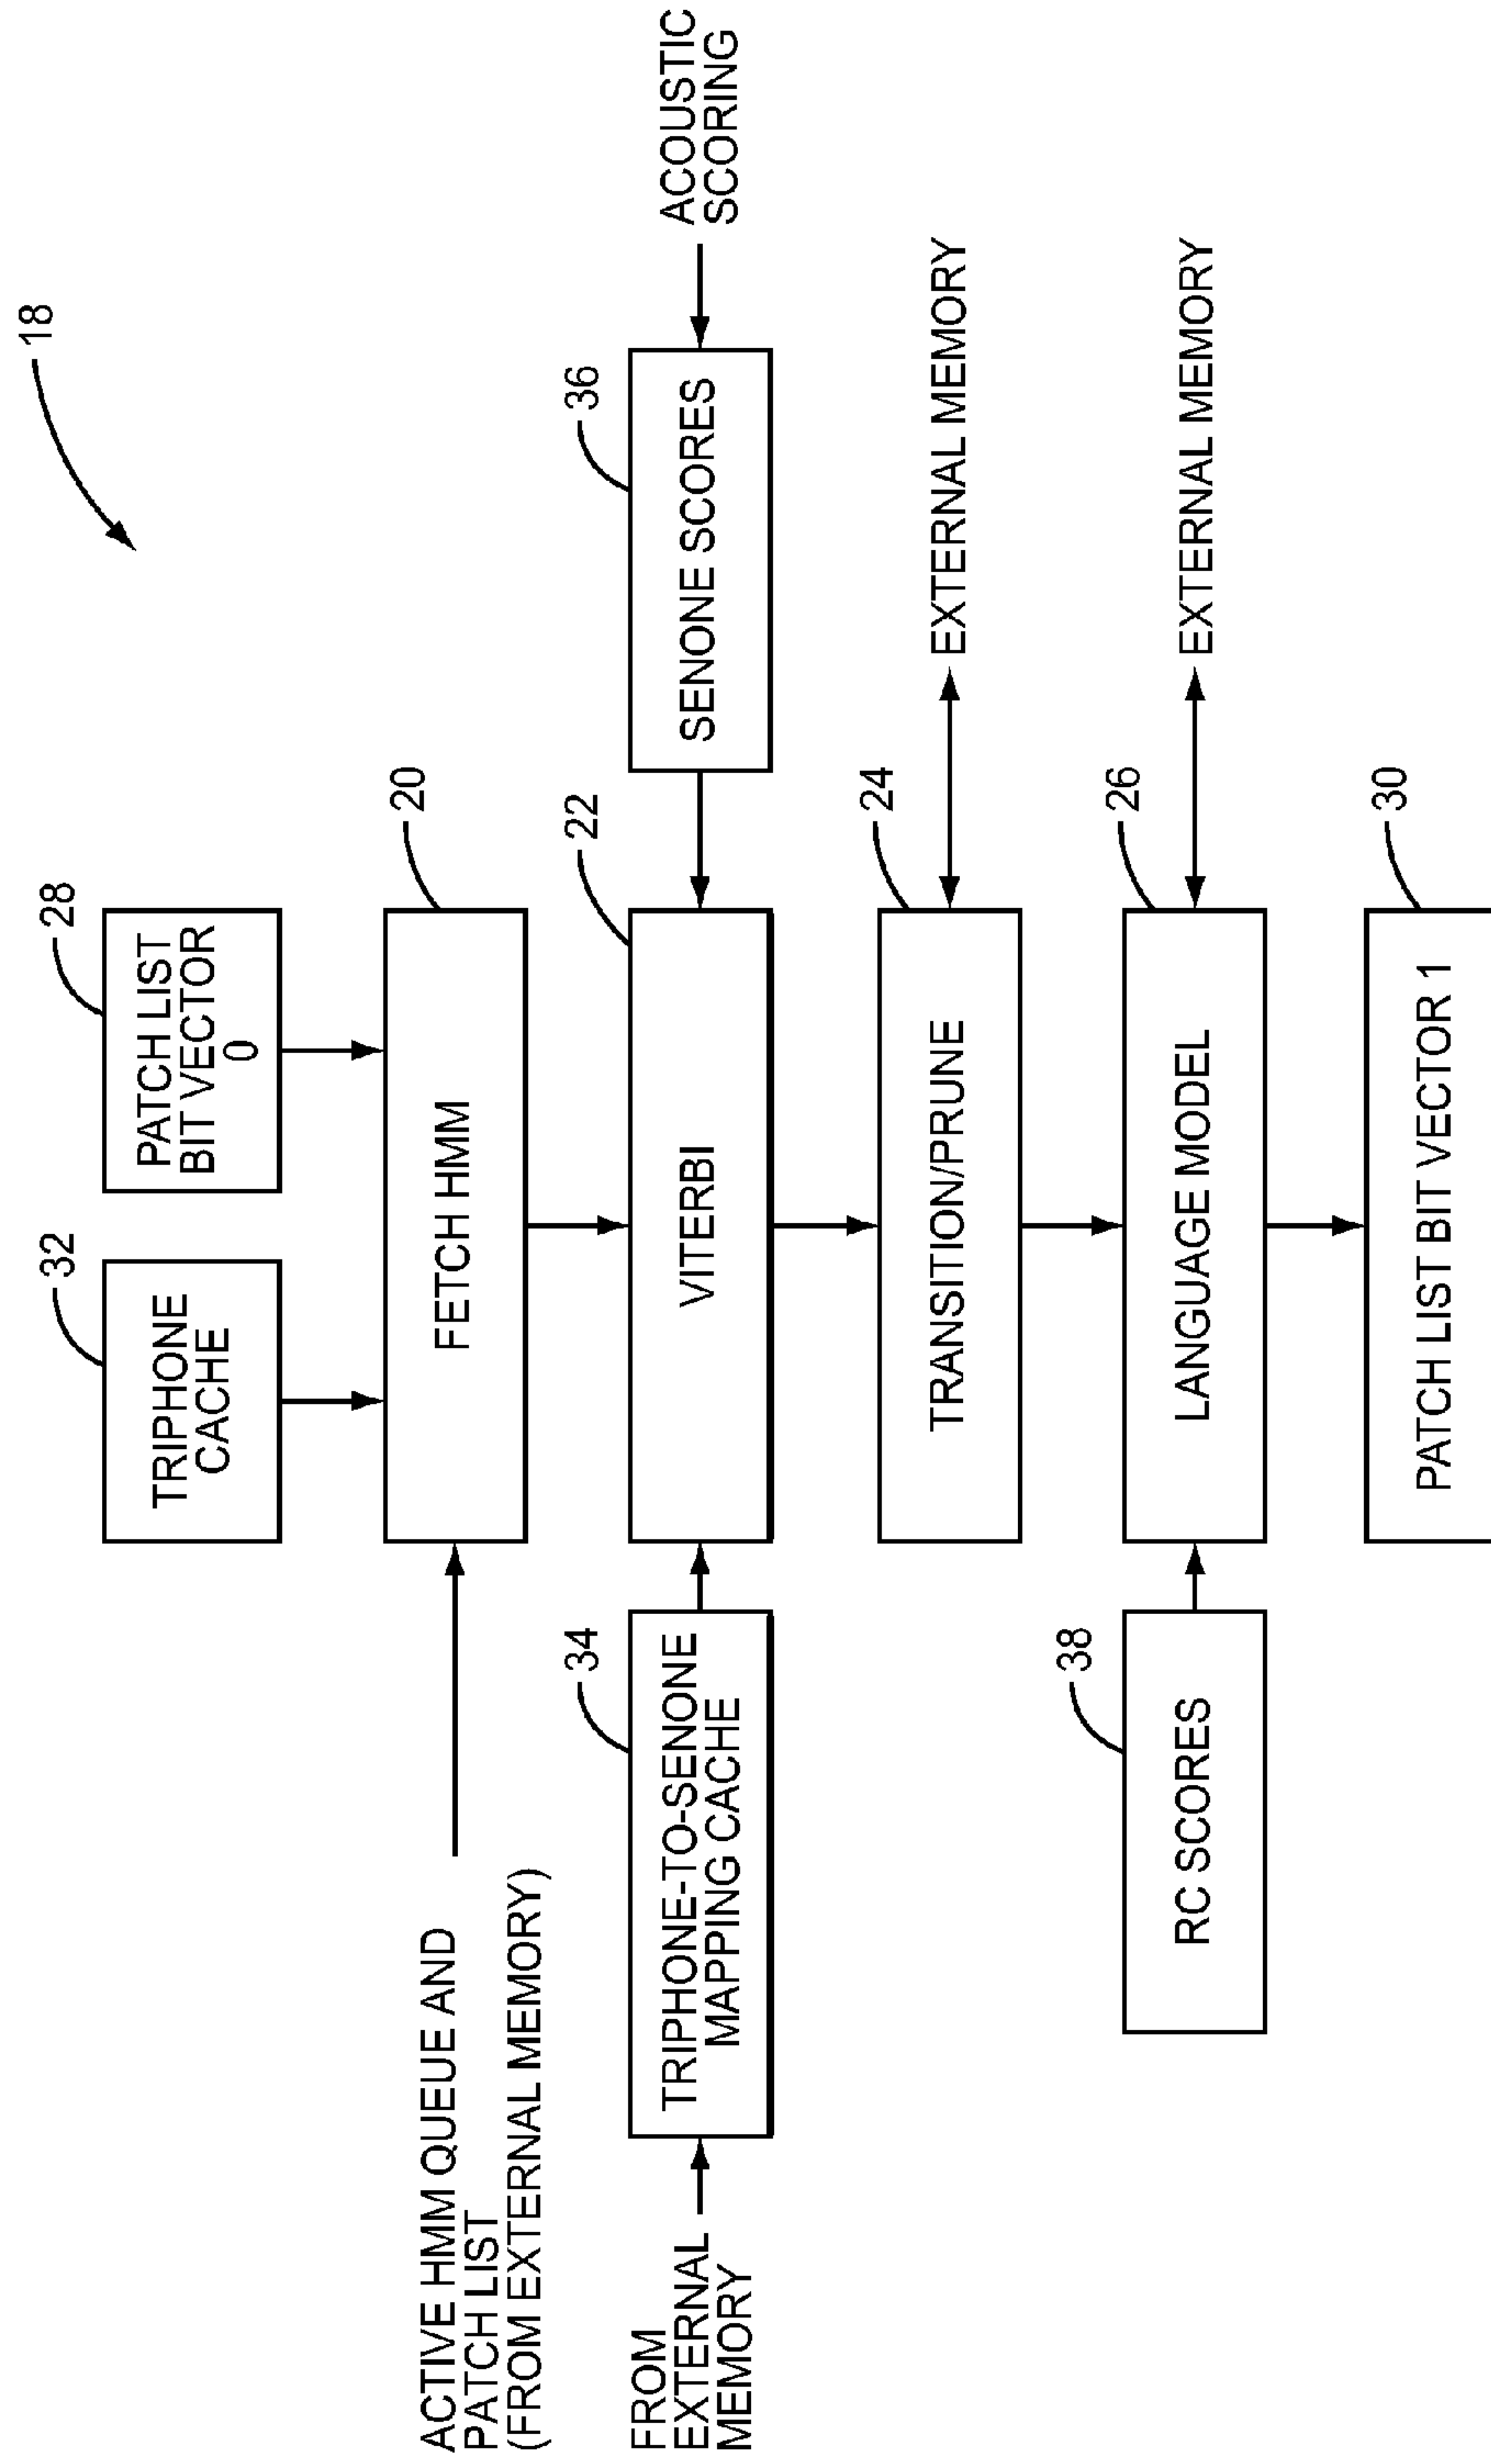 18
32
TRIPHONE
CACHE
28
PATCH LIST
BIT VECTOR
0
ACTIVE HMM QUEUE AND
PATCH LIST
(FROM EXTERNAL MEMORY)
FETCH HMM
20
FROM
EXTERNAL
MEMORY
34
TRIPHONE-TO-SENONE
MAPPING CACHE
VITERBI
22
SENONE SCORES
36
ACOUSTIC
SCORING
TRANSITION/PRUNE
24
EXTERNAL MEMORY
38
RC SCORES
LANGUAGE MODEL
26
EXTERNAL MEMORY
PATCH LIST BIT VECTOR 1
30